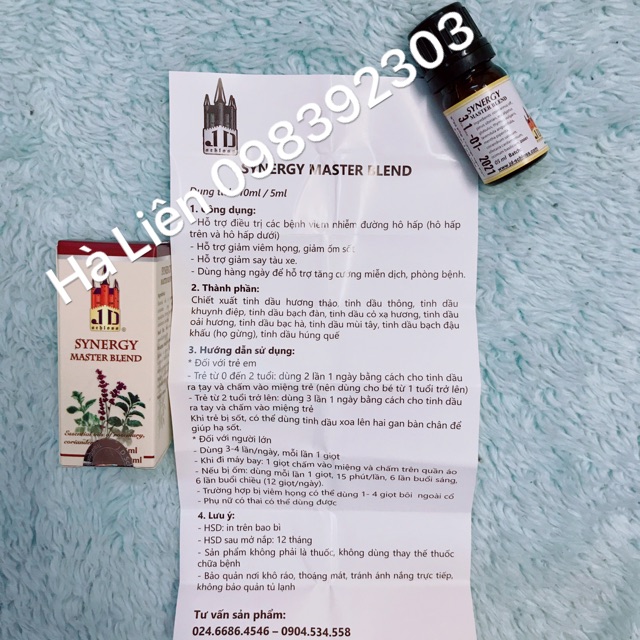 Hà Liên 098392303
JD
ecblend
SYNERGY MASTER BLEND
10ml / 5ml
1. Công dụng:
- Hỗ trợ điều trị các bệnh viêm nhiễm đường hô hấp (hô hấp
trên và hô hấp dưới)
- Hỗ trợ giảm viêm họng, giảm ốm sốt
- Hỗ trợ giảm say tàu xe.
- Dùng hàng ngày để hỗ trợ tăng cường miễn dịch, phòng bệnh.
2. Thành phần:
Chiết xuất tinh dầu hương thảo, tinh dầu thông, tinh dầu
khuynh diệp, tinh dầu bạch đàn, tinh dầu cỏ xạ hương, tinh dầu
oải hương, tinh dầu bạc hà, tinh dầu mùi tây, tinh dầu bạch đậu
khấu (họ gừng), tinh dầu húng quế
3. Hướng dẫn sử dụng:
* Đối với trẻ em
- Trẻ từ 0 đến 2 tuổi: dùng 2 lần 1 ngày bằng cách cho tinh dầu
ra tay và chấm vào miệng trẻ (nên dùng cho bé từ 1 tuổi trở lên)
- Trẻ từ 2 tuổi trở lên: dùng 3 lần 1 ngày bằng cách cho tinh dầu
ra tay và chấm vào miệng trẻ
Khi trẻ bị sốt, có thể dùng tinh dầu xoa lên hai gan bàn chân để
giúp hạ sốt.
* Đối với người lớn
- Dùng 3-4 lần/ngày, mỗi lần 1 giọt
- Khi đi máy bay: 1 giọt chấm vào miệng và chấm trên quần áo
- Nếu bị ốm: dùng mỗi lần 1 giọt, 15 phút/lần, 6 lần buổi sáng,
6 lần buổi chiều (12 giọt/ngày).
- Trường hợp bị viêm họng có thể dùng 1- 4 giọt bôi ngoài cổ
- Phụ nữ có thai có thể dùng được
4. Lưu ý:
- HSD: in trên bao bì
- HSD sau mở nắp: 12 tháng
- Sản phẩm không phải là thuốc, không dùng thay thế thuốc
chữa bệnh
- Bảo quản nơi khô ráo, thoáng mát, tránh ánh nắng trực tiếp,
không bảo quản tủ lạnh
Tư vấn sản phẩm:
024.6686.4546 – 0904.534.558
JD
SYNERGY
MASTER BLEND
SYNERGY
MASTER BLEND
31 -01- 2021